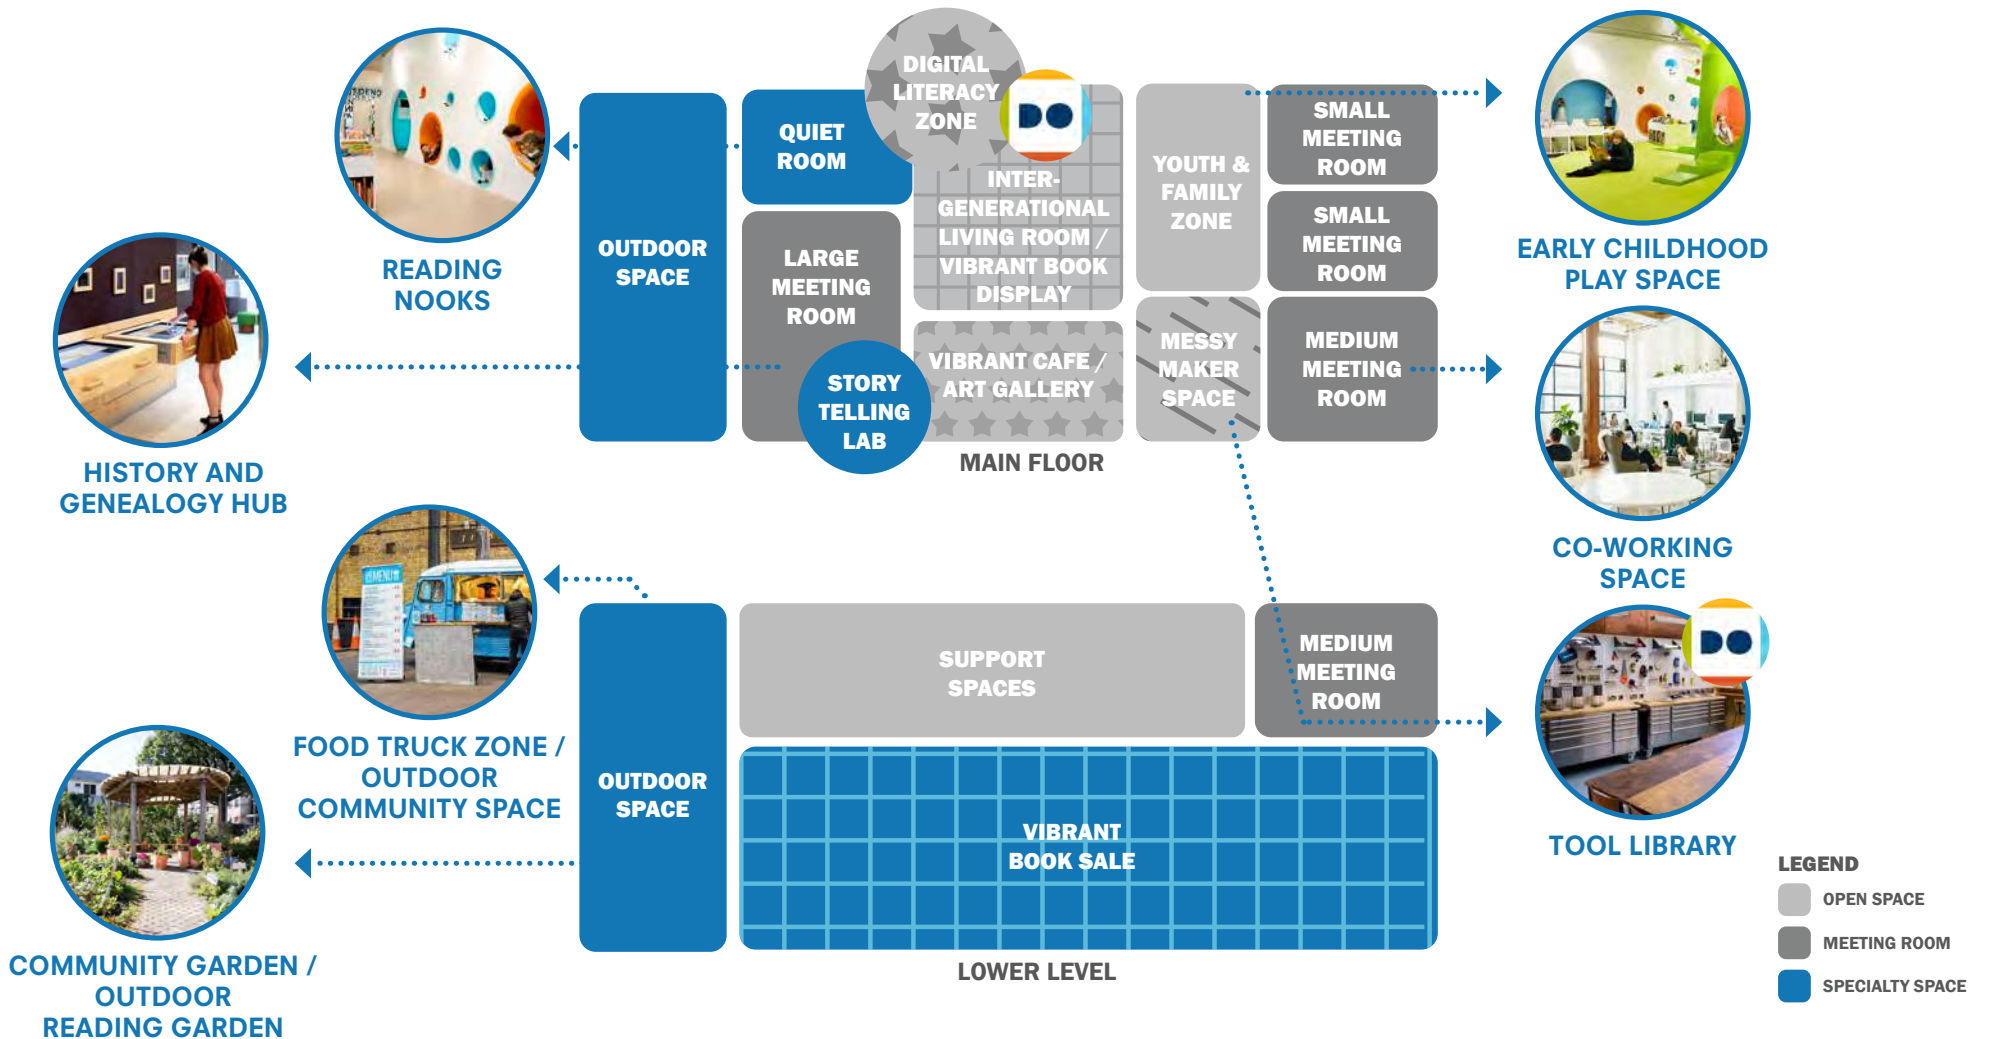 DIGITAL
LITERACY
ZONE
DO
QUIET
ROOM
SMALL
MEETING
ROOM
YOUTH &
FAMILY
ZONE
INTER-
GENERATIONAL
LIVING ROOM /
VIBRANT BOOK
DISPLAY
SMALL
MEETING
ROOM
OUTDOOR
SPACE
LARGE
MEETING
ROOM
READING
NOOKS
EARLY CHILDHOOD
PLAY SPACE
VIBRANT CAFE /
ART GALLERY
MESSY
MAKER
SPACE
MEDIUM
MEETING
ROOM
STORY
TELLING
LAB
MAIN FLOOR
HISTORY AND
GENEALOGY HUB
CO-WORKING
SPACE
MENU
SUPPORT
SPACES
MEDIUM
MEETING
ROOM
DO
FOOD TRUCK ZONE /
OUTDOOR
COMMUNITY SPACE
OUTDOOR
SPACE
VIBRANT
BOOK SALE
TOOL LIBRARY
COMMUNITY GARDEN /
OUTDOOR
READING GARDEN
LOWER LEVEL
LEGEND
OPEN SPACE
MEETING ROOM
SPECIALTY SPACE